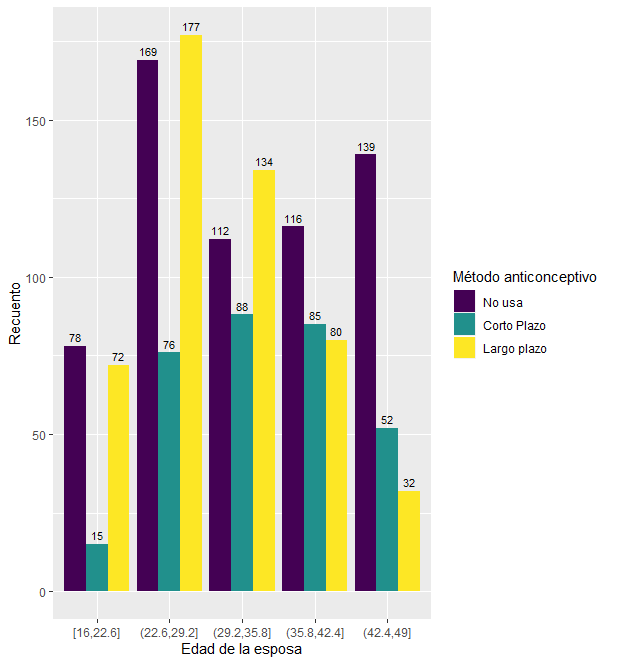 177
169
150
139
134
116
112
100
88
85
80
78
76
72
52
50
32
15
0
Recuento
[16,22.6] (22.6,29.2] (29.2,35.8] (35.8,42.4] (42.4,49]
Edad de la esposa
Método anticonceptivo
No usa
Corto Plazo
Largo plazo